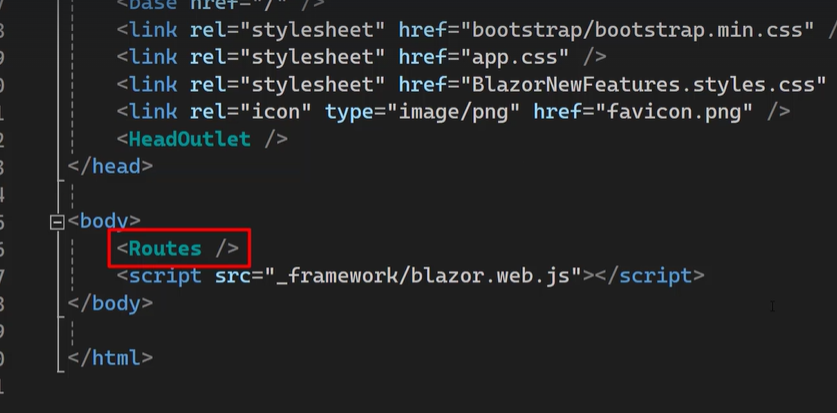 <base href="/" />
<link rel="stylesheet" href="bootstrap/bootstrap.min.css" /
<link rel="stylesheet" href="app.css" />
<link rel="stylesheet" href="BlazorNewFeatures.styles.css"
<link rel="icon" type="image/png" href="favicon.png" />
<HeadOutlet />
</head>
<body>
<Routes />
<script src="_framework/blazor.web.js"></script>
</body>
</html>